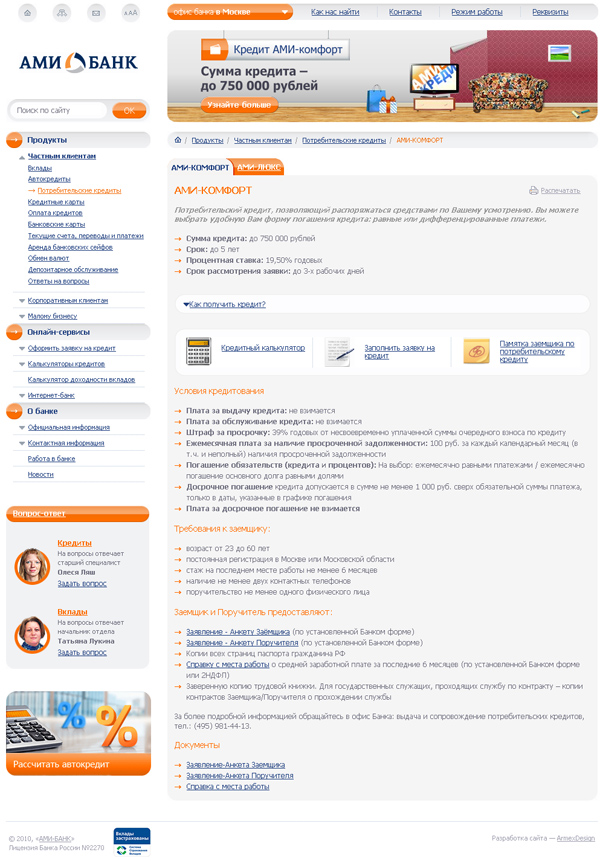 AAA
офис банка в Москве
Как нас найти
Контакты
Режим работы
Реквизиты
АМИ БАНК
Кредит АМИ-комфорт
Сумма кредита –
до 750 000 рублей
Узнайте больше
АМИ
КРЕДИ
Поиск по сайту
OK
Продукты
Частным клиентам
Вклады
Автокредиты
Потребительские кредиты
Кредитные карты
Оплата кредитов
Банковские карты
Текущие счета, переводы и платежи
Аренда банковских сейфов
Обмен валют
Депозитарное обслуживание
Ответы на вопросы
Корпоративным клиентам
Малому бизнесу
Онлайн-сервисы
Оформить заявку на кредит
Калькуляторы кредитов
Калькулятор доходности вкладов
Интернет-банк
О банке
Официальная информация
Контактная информация
Работа в банке
Новости
Вопрос-ответ
Кредиты
На вопросы отвечает
старший специалист
Олеся Ляш
Задать вопрос
Вклады
На вопросы отвечает
начальник отдела
Татьяна Лукина
Задать вопрос
Рассчитать автокредит
Продукты / Частным клиентам / Потребительские кредиты / АМИ-КОМФОРТ
АМИ-КОМФОРТ
АМИ-ЛЮКС
АМИ-КОМФОРТ
Распечатать
Потребительский кредит, позволяющий распоряжаться средствами по Вашему усмотрению. Вы можете
выбрать удобную Вам форму погашения кредита: равные или дифференцированные платежи.
Сумма кредита: до 750 000 рублей
Срок: до 5 лет
Процентная ставка: 19,50% годовых
Срок рассмотрения заявки: до 3-х рабочих дней
Как получить кредит?
Кредитный калькулятор
Заполнить заявку на
кредит
Памятка заемщика по
потребительскому
кредиту
Условия кредитования
Плата за выдачу кредита: не взимается
Плата за обслуживание кредита: не взимается
Штраф за просрочку: 39% годовых от несвоевременно уплаченной суммы очередного взноса по кредиту
Ежемесячная плата за наличие просроченной задолженности: 100 руб. за каждый календарный месяц (в
т.ч. и неполный) наличия просроченной задолженности
Погашение обязательств (кредита и процентов): На выбор: ежемесячно равными платежами / ежемесячно
погашение основного долга равными долями
Досрочное погашение кредита допускается в сумме не менее 1 000 руб. сверх обязательной суммы платежа,
только в даты, указанные в графике погашения
Плата за досрочное погашение не взимается
Требования к заемщику:
возраст от 23 до 60 лет
постоянная регистрация в Москве или Московской области
стаж на последнем месте работы не менее 6 месяцев
наличие не менее двух контактных телефонов
поручительство не менее одного физического лица
Заемщик и Поручитель предоставляют:
Заявление - Анкету Заёмщика (по установленной Банком форме)
Заявление - Анкету Поручителя (по установленной Банком форме)
Копии всех страниц паспорта гражданина РФ
Справку с места работы о средней заработной плате за последние 6 месяцев (по установленной Банком форме
или 2НДФЛ)
Заверенную копию трудовой книжки. Для государственных служащих, проходящих службу по контракту – копии
контрактов Заемщика/Поручителя о прохождении службы
За более подробной информацией обращайтесь в офис Банка: выдача и сопровождение потребительских кредитов,
тел.: (495) 981-44-13.
Документы
Заявление-Анкета Заемщика
Заявление-Анкета Поручителя
Справка с места работы
© 2010, «АМИ-БАНК»
Лицензия Банка России №2270
Вклады
застрахованы
Система
Страхования
Вкладов
Разработка сайта — ArmexDesign